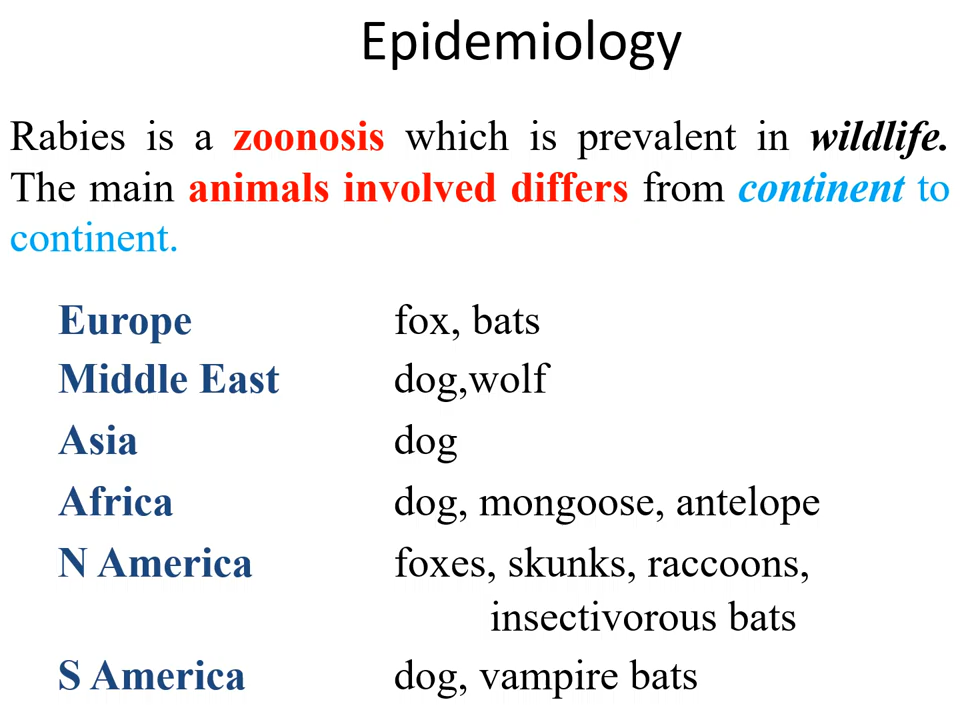 Epidemiology
Rabies is a zoonosis which is prevalent in wildlife.
The main animals involved differs from continent to
continent.
Europe fox, bats
Middle East dog,wolf
Asia dog
Africa dog, mongoose, antelope
N America foxes, skunks, raccoons,
insectivorous bats
S America dog, vampire bats